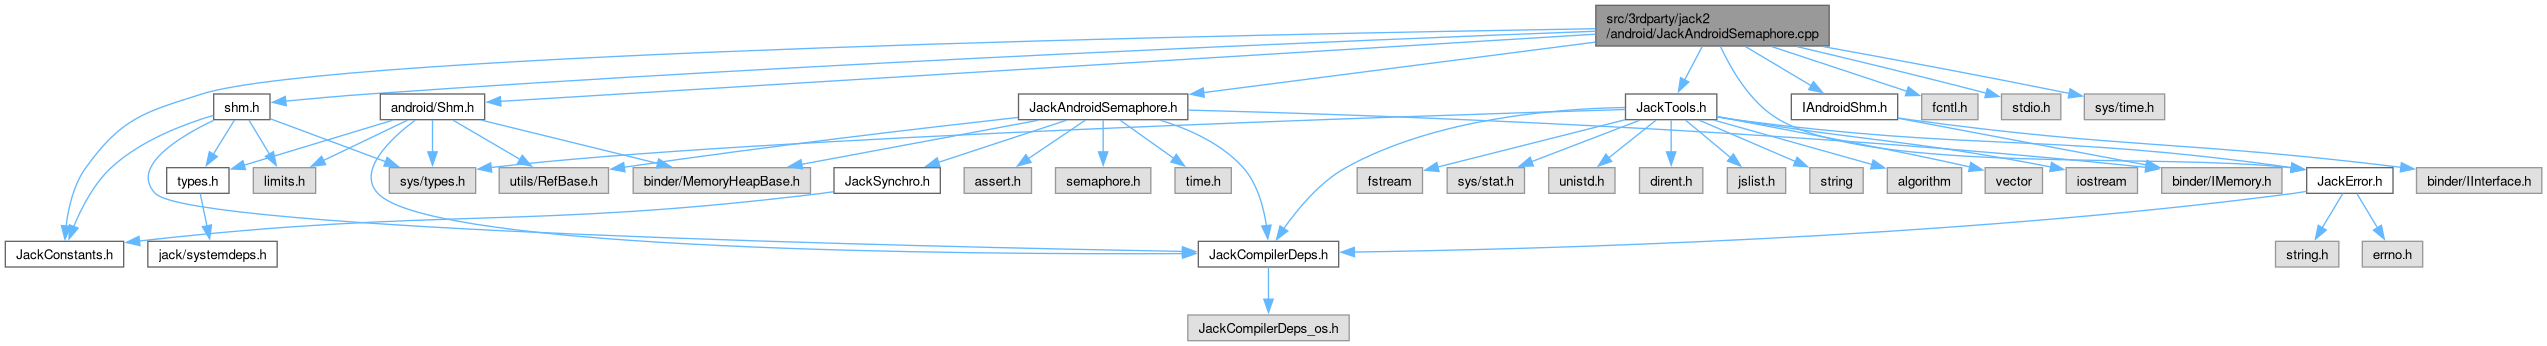 src/3rdparty/jack2
/android/JackAndroidSemaphore.cpp
shm.h
android/Shm.h
JackAndroidSemaphore.h
JackTools.h
IAndroidShm.h
fcntl.h
stdio.h
sys/time.h
types.h
limits.h
sys/types.h
utils/RefBase.h
binder/MemoryHeapBase.h
JackSynchro.h
assert.h
semaphore.h
time.h
fstream
sys/stat.h
unistd.h
dirent.h
jslist.h
string
algorithm
vector
iostream
binder/IMemory.h
JackError.h
binder/IInterface.h
JackConstants.h
jack/systemdeps.h
JackCompilerDeps.h
string.h
errno.h
JackCompilerDeps_os.h